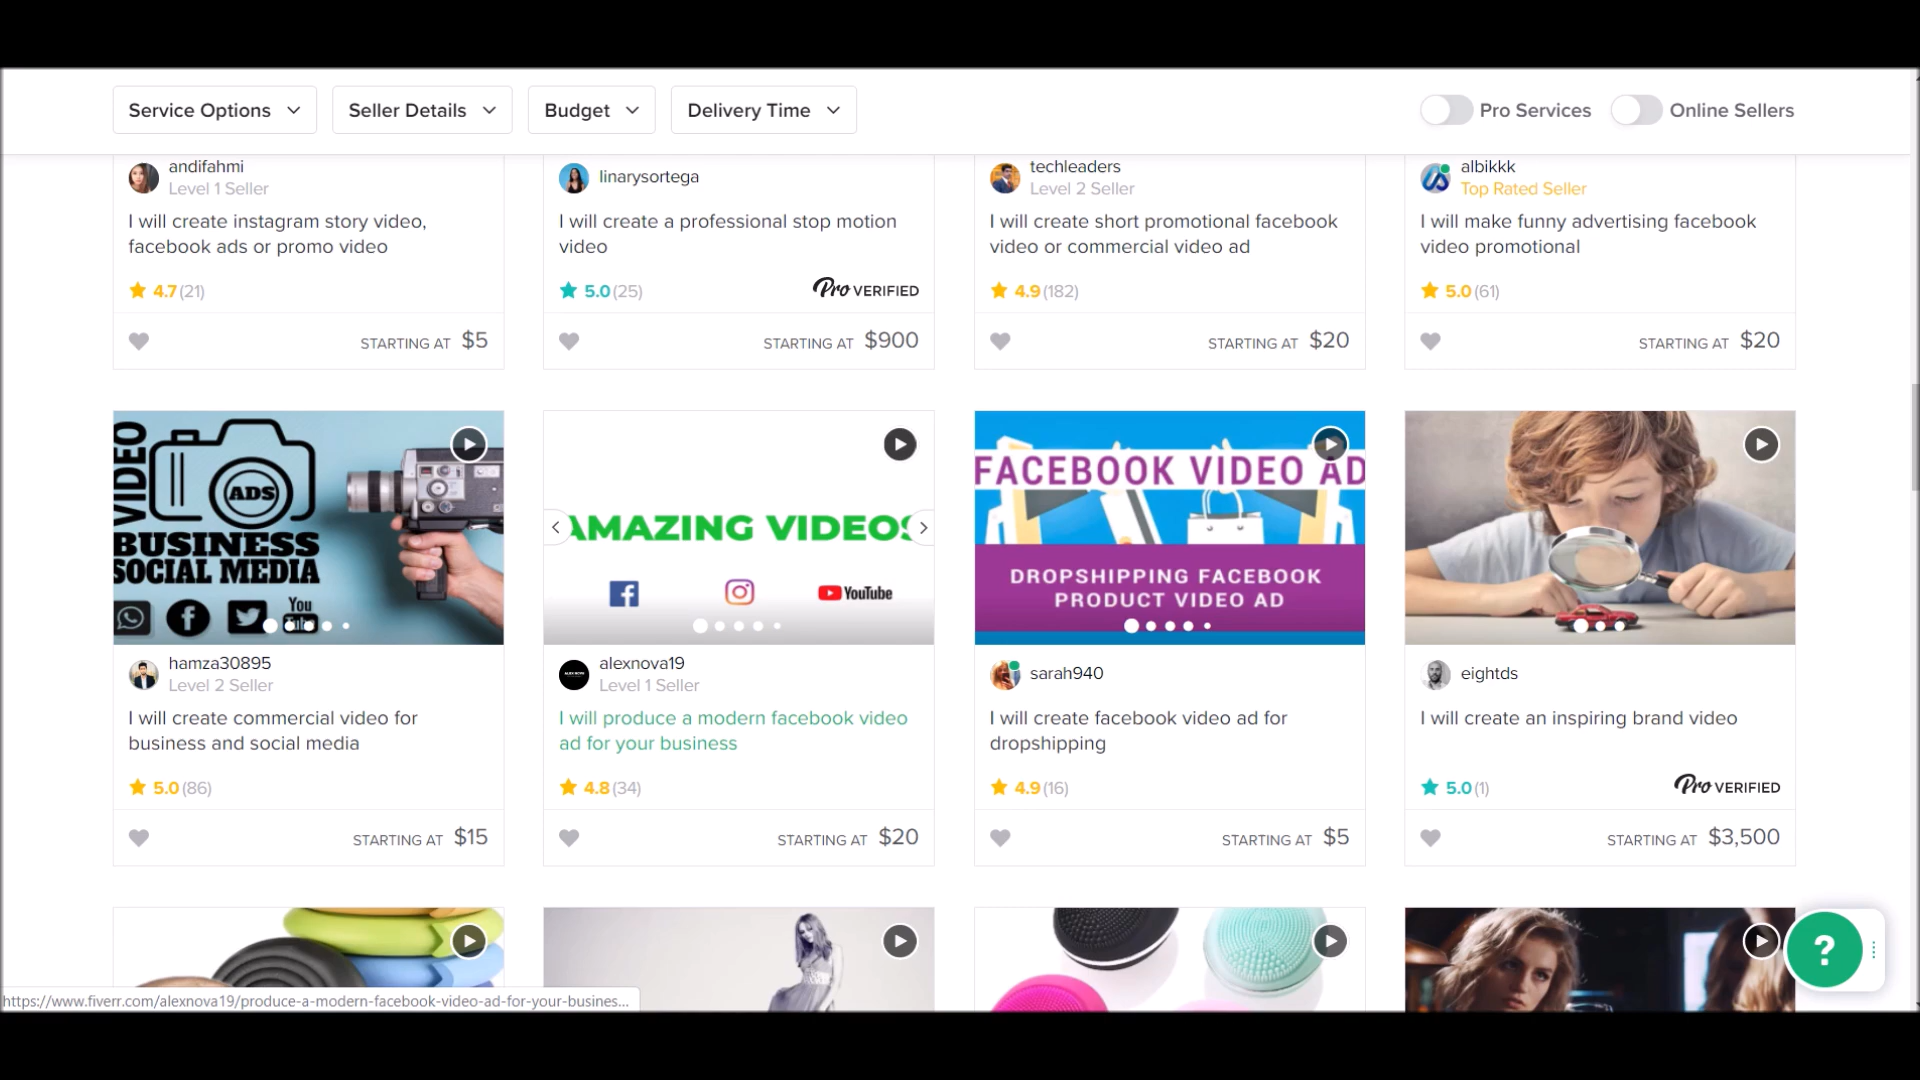 Service Options
Seller Details
Budget
Delivery Time
Pro Services
Online Sellers
andifahmi
Level 1 Seller
I will create instagram story video,
facebook ads or promo video
4.7 (21)
STARTING AT $5
linarysortega
I will create a professional stop motion
video
5.0 (25)
Pro VERIFIED
STARTING AT $900
techleaders
Level 2 Seller
I will create short promotional facebook
video or commercial video ad
4.9 (182)
STARTING AT $20
albikkk
Top Rated Seller
I will make funny advertising facebook
video promotional
5.0 (61)
STARTING AT $20
VIDEO
ADS
BUSINESS
SOCIAL MEDIA
You
Tube
hamza30895
Level 2 Seller
I will create commercial video for
business and social media
5.0 (86)
STARTING AT $15
AMAZING VIDEOS
YouTube
alexnova19
Level 1 Seller
I will produce a modern facebook video
ad for your business
4.8 (34)
STARTING AT $20
FACEBOOK VIDEO AD
DROPSHIPPING FACEBOOK
PRODUCT VIDEO AD
sarah940
I will create facebook video ad for
dropshipping
4.9 (16)
STARTING AT $5
eightds
I will create an inspiring brand video
5.0 (1)
Pro VERIFIED
STARTING AT $3,500
?
https://www.fiverr.com/alexnova19/produce-a-modern-facebook-video-ad-for-your-busines...